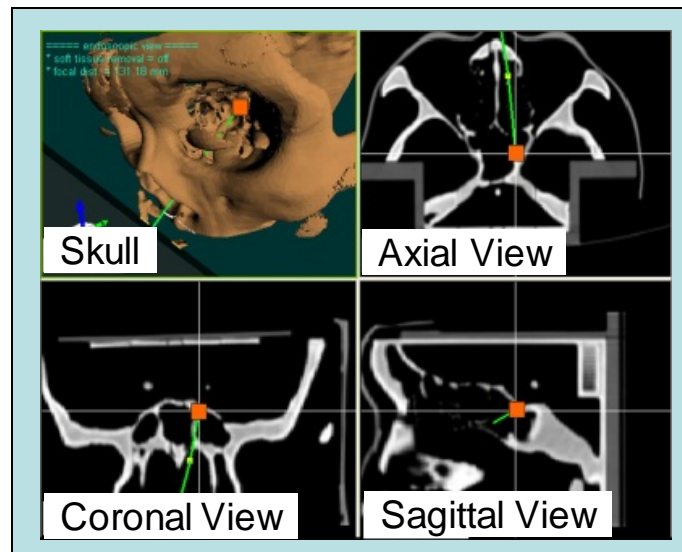 ===== endoscopic view =====
* soft tissue removal = off
* focal dist. = 131.18 mm
Skull
Axial View
Coronal View
Sagittal View